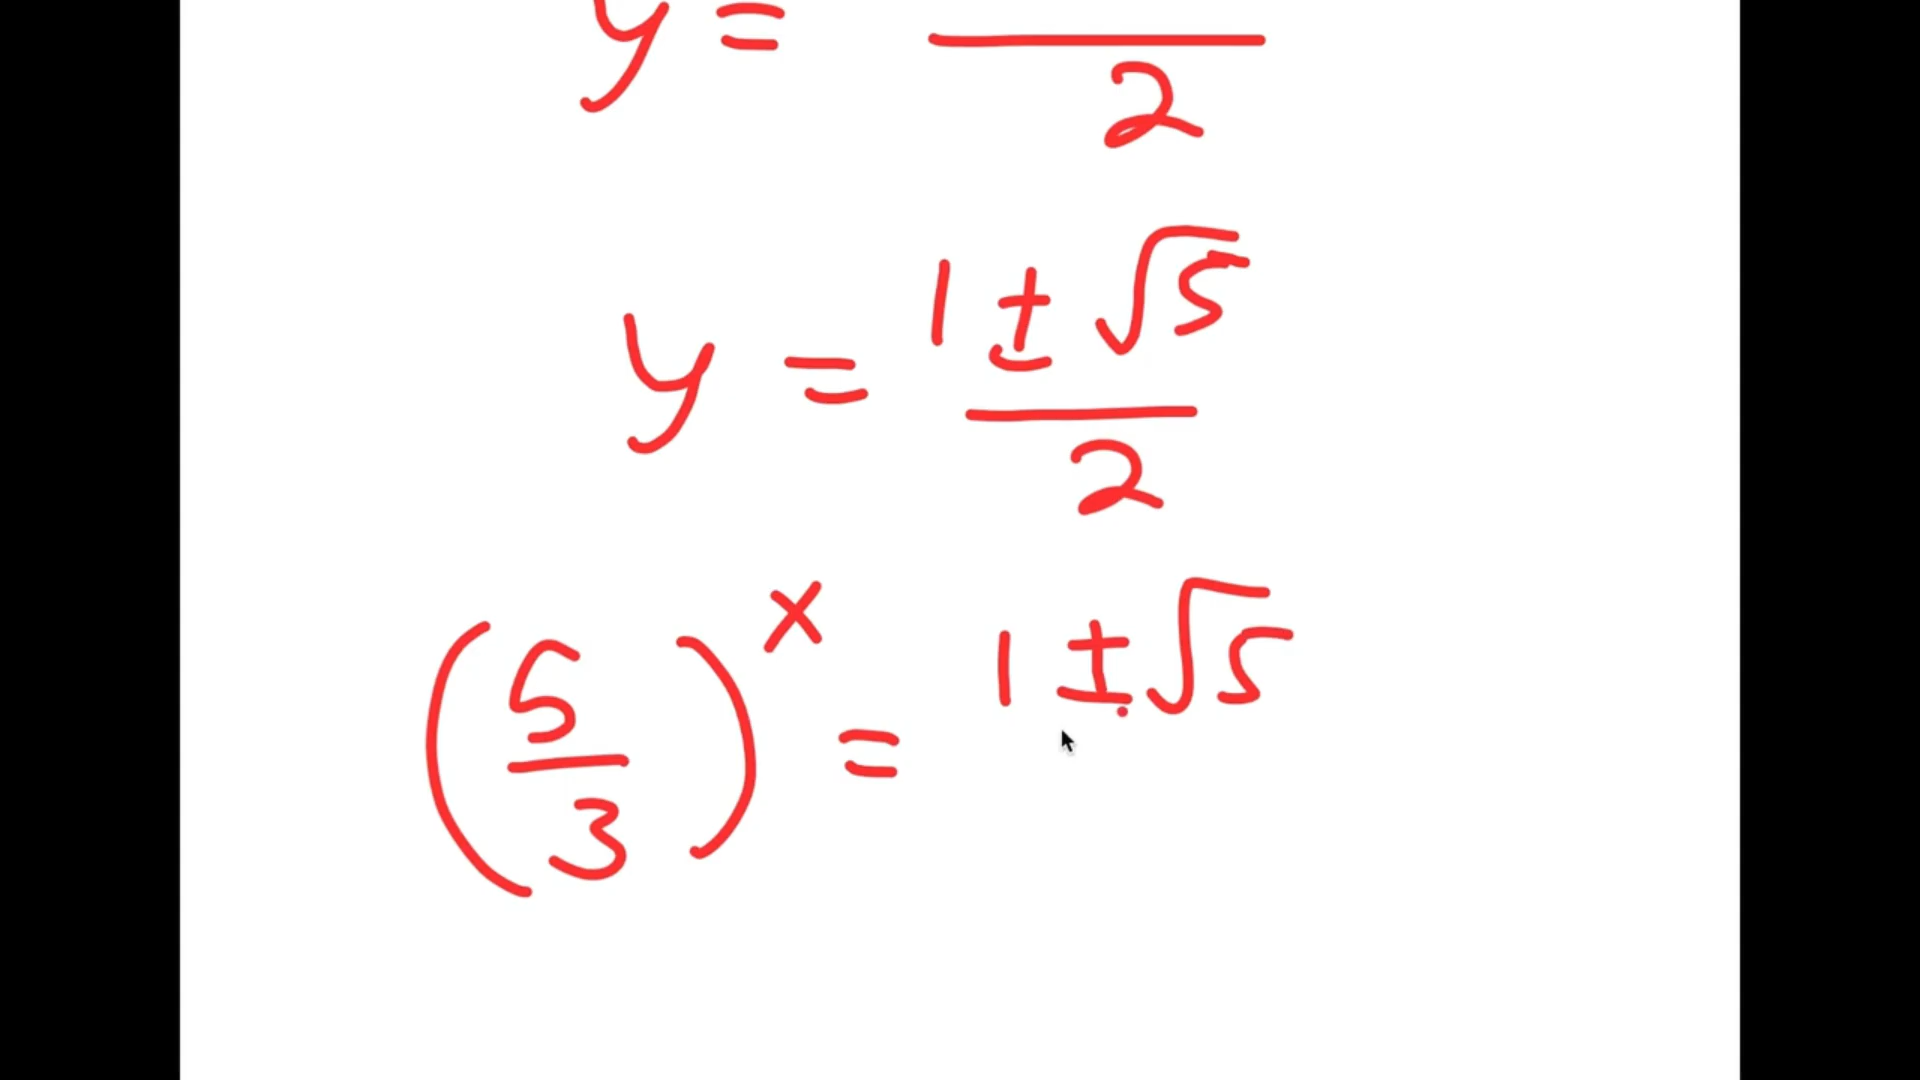 y = ― / 2
y = (1 ± √5) / 2
(5/3)^x = 1 ± √5